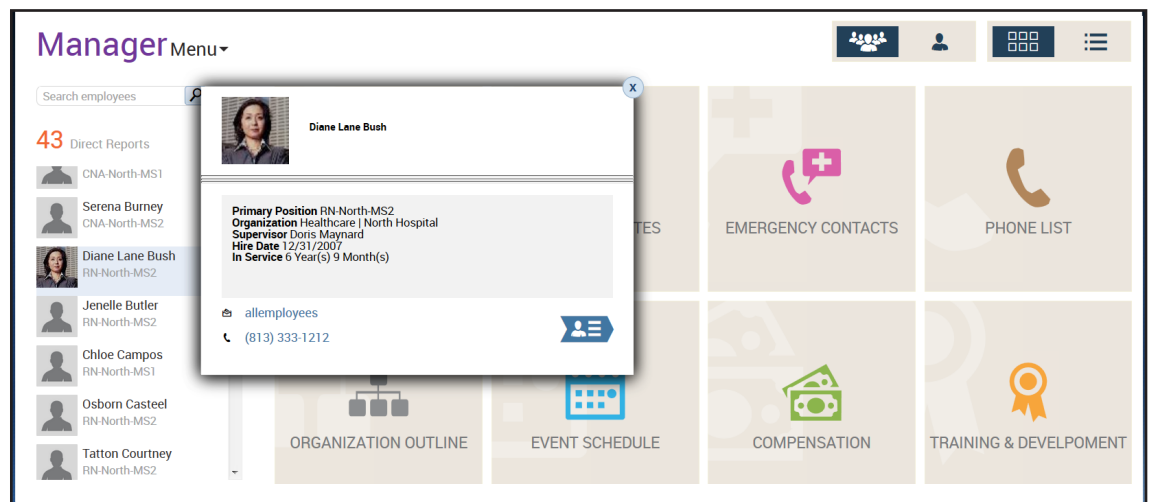 Manager Menu
Search employees
43 Direct Reports
CNA-North-MS1
Serena Burney
CNA-North-MS2
Diane Lane Bush
RN-North-MS2
Jenelle Butler
RN-North-MS2
Chloe Campos
RN-North-MS1
Osborn Casteel
RN-North-MS2
Tatton Courtney
RN-North-MS2
x
Diane Lane Bush
Primary Position RN-North-MS2
Organization Healthcare | North Hospital
Supervisor Doris Maynard
Hire Date 12/31/2007
In Service 6 Year(s) 9 Month(s)
allemployees
(813) 333-1212
EMERGENCY CONTACTS
PHONE LIST
ORGANIZATION OUTLINE
EVENT SCHEDULE
COMPENSATION
TRAINING & DEVELPOMENT